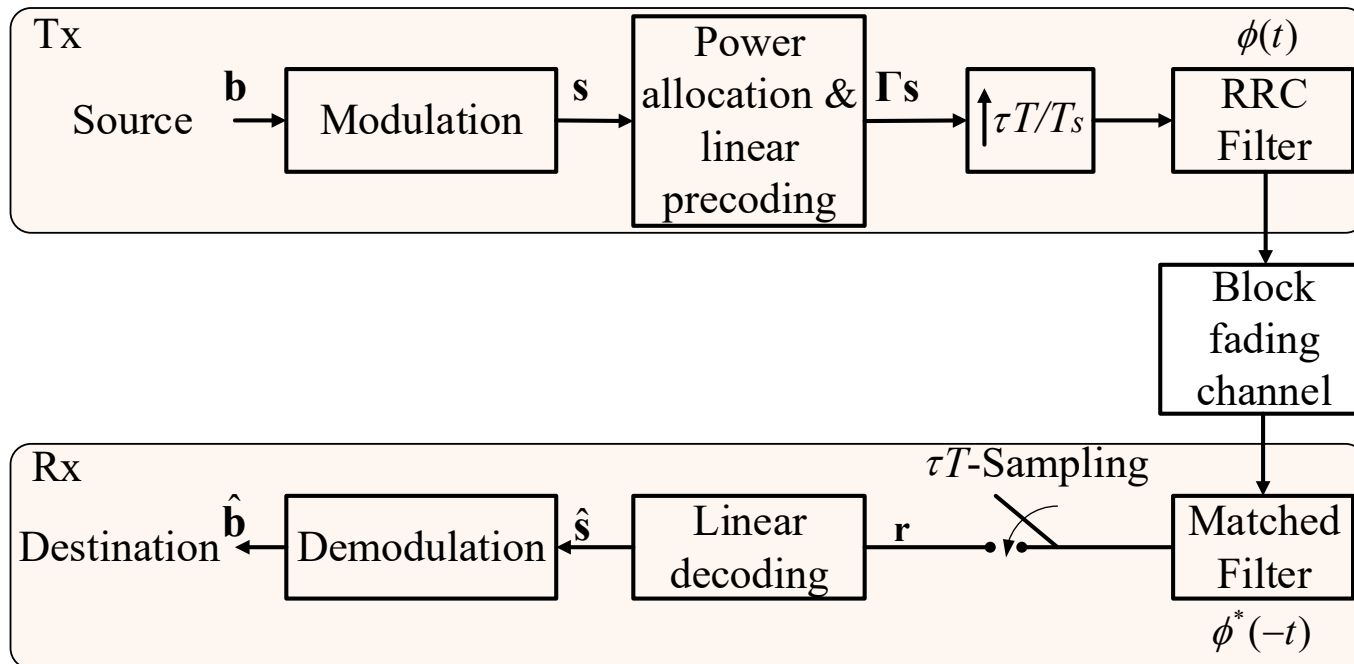 Tx
Source
b
Modulation
s
Power
allocation &
linear
precoding
Γs
τT/Ts
ϕ(t)
RRC
Filter
Block
fading
channel
Rx
Destination
b̂
Demodulation
ŝ
Linear
decoding
r
τT-Sampling
Matched
Filter
ϕ*(−t)